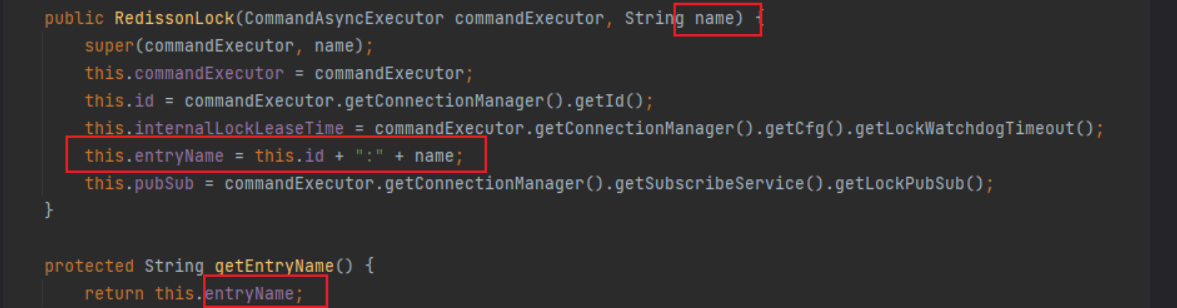 public RedissonLock(CommandAsyncExecutor commandExecutor, String name) {
super(commandExecutor, name);
this.commandExecutor = commandExecutor;
this.id = commandExecutor.getConnectionManager().getId();
this.internalLockLeaseTime = commandExecutor.getConnectionManager().getCfg().getLockWatchdogTimeout();
this.entryName = this.id + ":" + name;
this.pubSub = commandExecutor.getConnectionManager().getSubscribeService().getLockPubSub();
}
protected String getEntryName() {
return this.entryName;